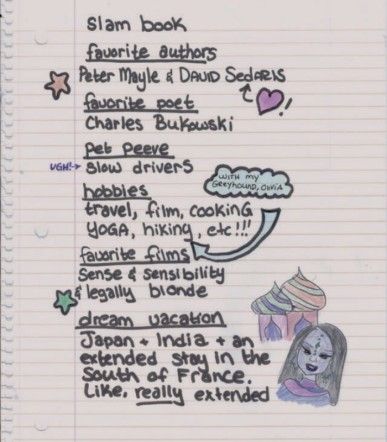 slam book
favorite authors
Peter Mayle & DAViD SedARiS
!
favorite poet
Charles Bukowski
pet peeve
UGH!→ slow drivers
hobbies
with my
GREYHOUND, OLIVIA
travel, film, cooking
YOGA, hiking, etc!!!
favorite films
Sense & sensibility
& legally blonde
dream vacation
Japan + India + an
extended stay in the
South of France.
Like, really extended